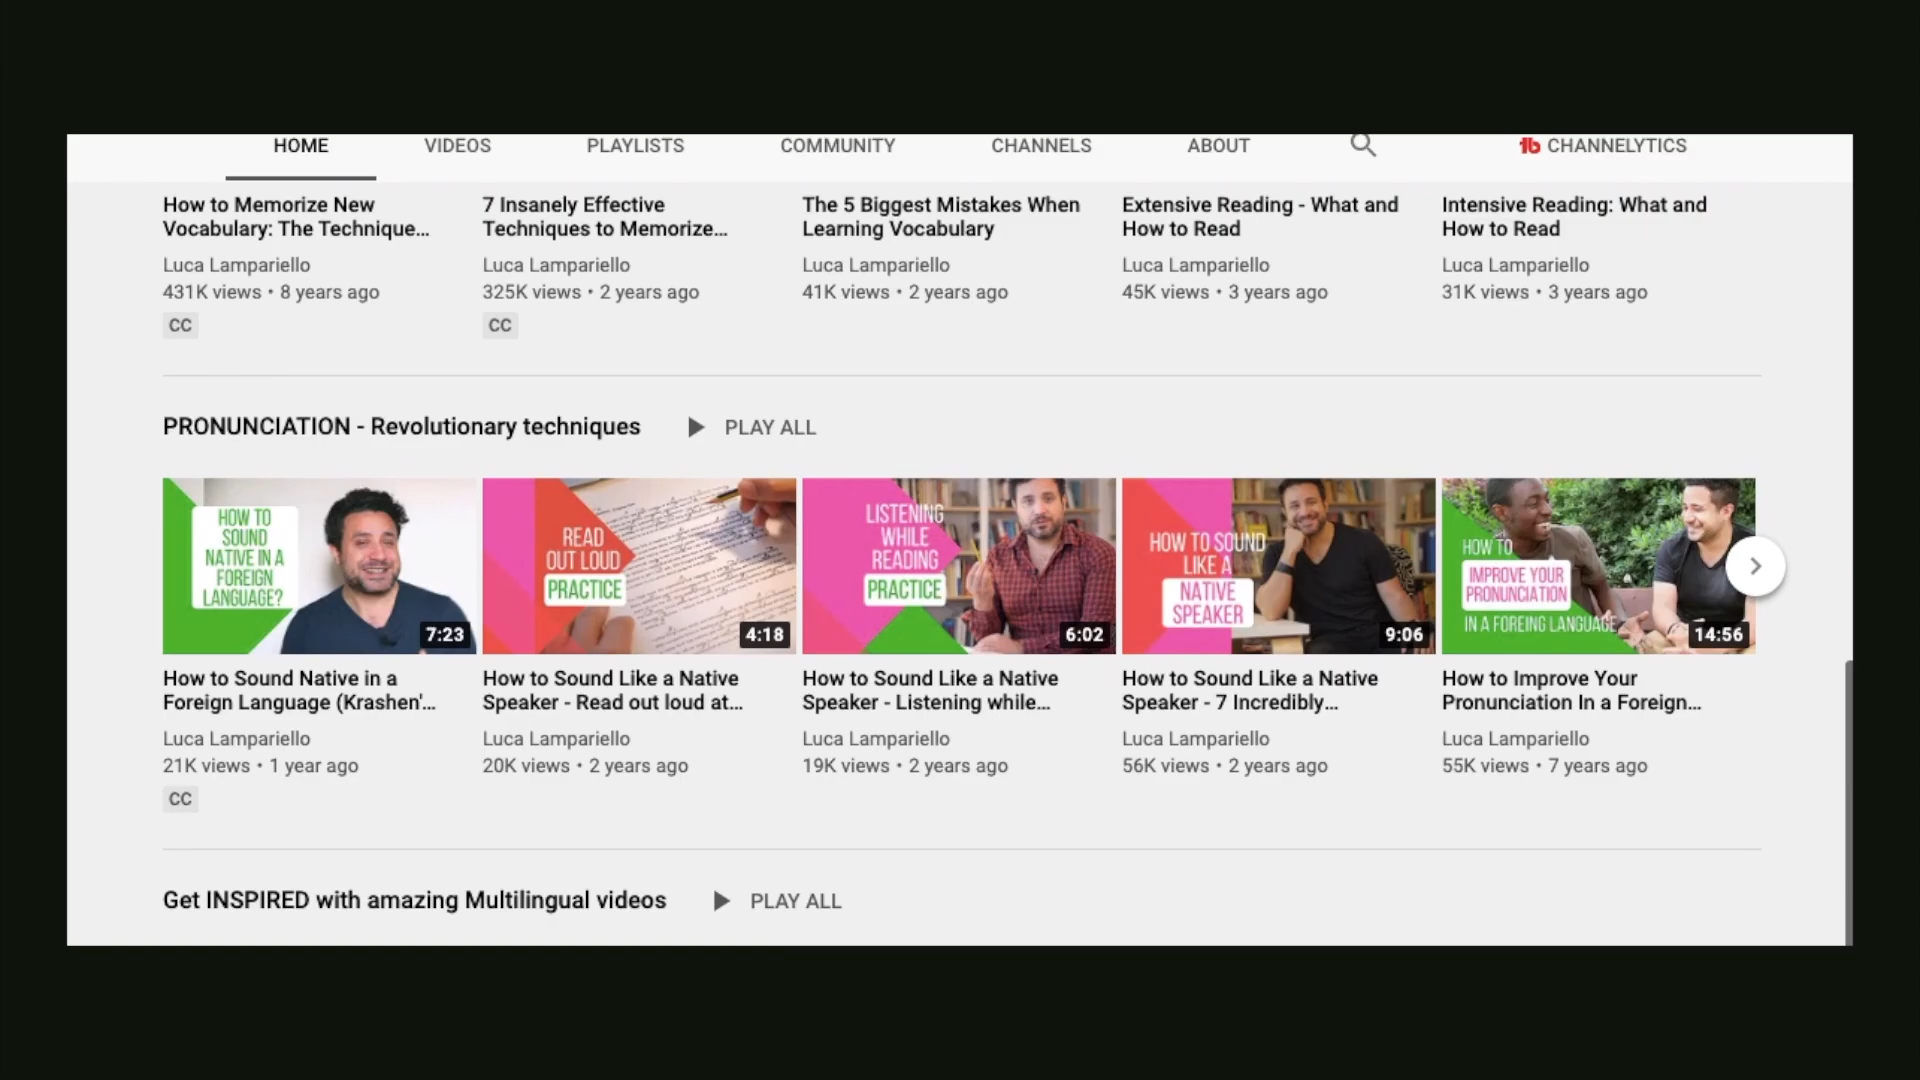 HOME VIDEOS PLAYLISTS COMMUNITY CHANNELS ABOUT CHANNELYTICS
How to Memorize New
Vocabulary: The Technique...
Luca Lampariello
431K views • 8 years ago
CC
7 Insanely Effective
Techniques to Memorize...
Luca Lampariello
325K views • 2 years ago
CC
The 5 Biggest Mistakes When
Learning Vocabulary
Luca Lampariello
41K views • 2 years ago
Extensive Reading - What and
How to Read
Luca Lampariello
45K views • 3 years ago
Intensive Reading: What and
How to Read
Luca Lampariello
31K views • 3 years ago
PRONUNCIATION - Revolutionary techniques PLAY ALL
HOW TO
SOUND
NATIVE IN A
FOREIGN
LANGUAGE?
7:23
How to Sound Native in a
Foreign Language (Krashen'...
Luca Lampariello
21K views • 1 year ago
CC
READ
OUT LOUD
PRACTICE
4:18
How to Sound Like a Native
Speaker - Read out loud at...
Luca Lampariello
20K views • 2 years ago
LISTENING
WHILE
READING
PRACTICE
6:02
How to Sound Like a Native
Speaker - Listening while...
Luca Lampariello
19K views • 2 years ago
HOW TO SOUND
LIKE A
NATIVE
SPEAKER
9:06
How to Sound Like a Native
Speaker - 7 Incredibly...
Luca Lampariello
56K views • 2 years ago
HOW TO
IMPROVE YOUR
PRONUNCIATION
IN A FOREING LANGUAGE
14:56
How to Improve Your
Pronunciation In a Foreign...
Luca Lampariello
55K views • 7 years ago
Get INSPIRED with amazing Multilingual videos PLAY ALL